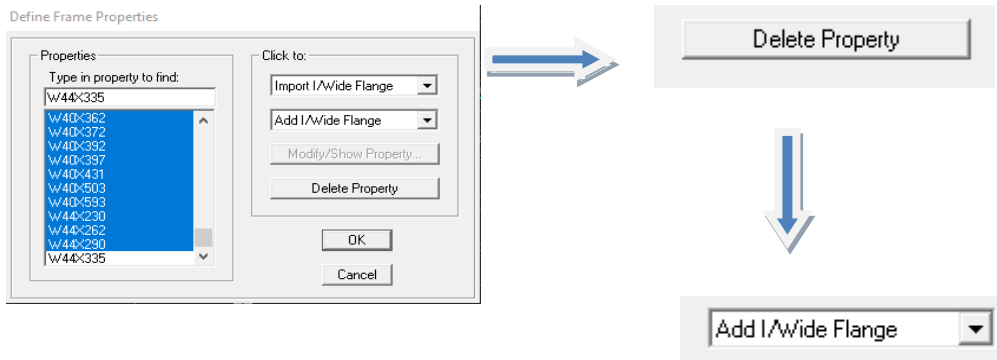 Define Frame Properties
Properties
Type in property to find:
W44X335
W40X362
W40X372
W40X392
W40X397
W40X431
W40X503
W40X593
W44X230
W44X262
W44X290
W44X335
Click to:
Import I/Wide Flange
Add I/Wide Flange
Modify/Show Property...
Delete Property
OK
Cancel
Delete Property
Add I/Wide Flange